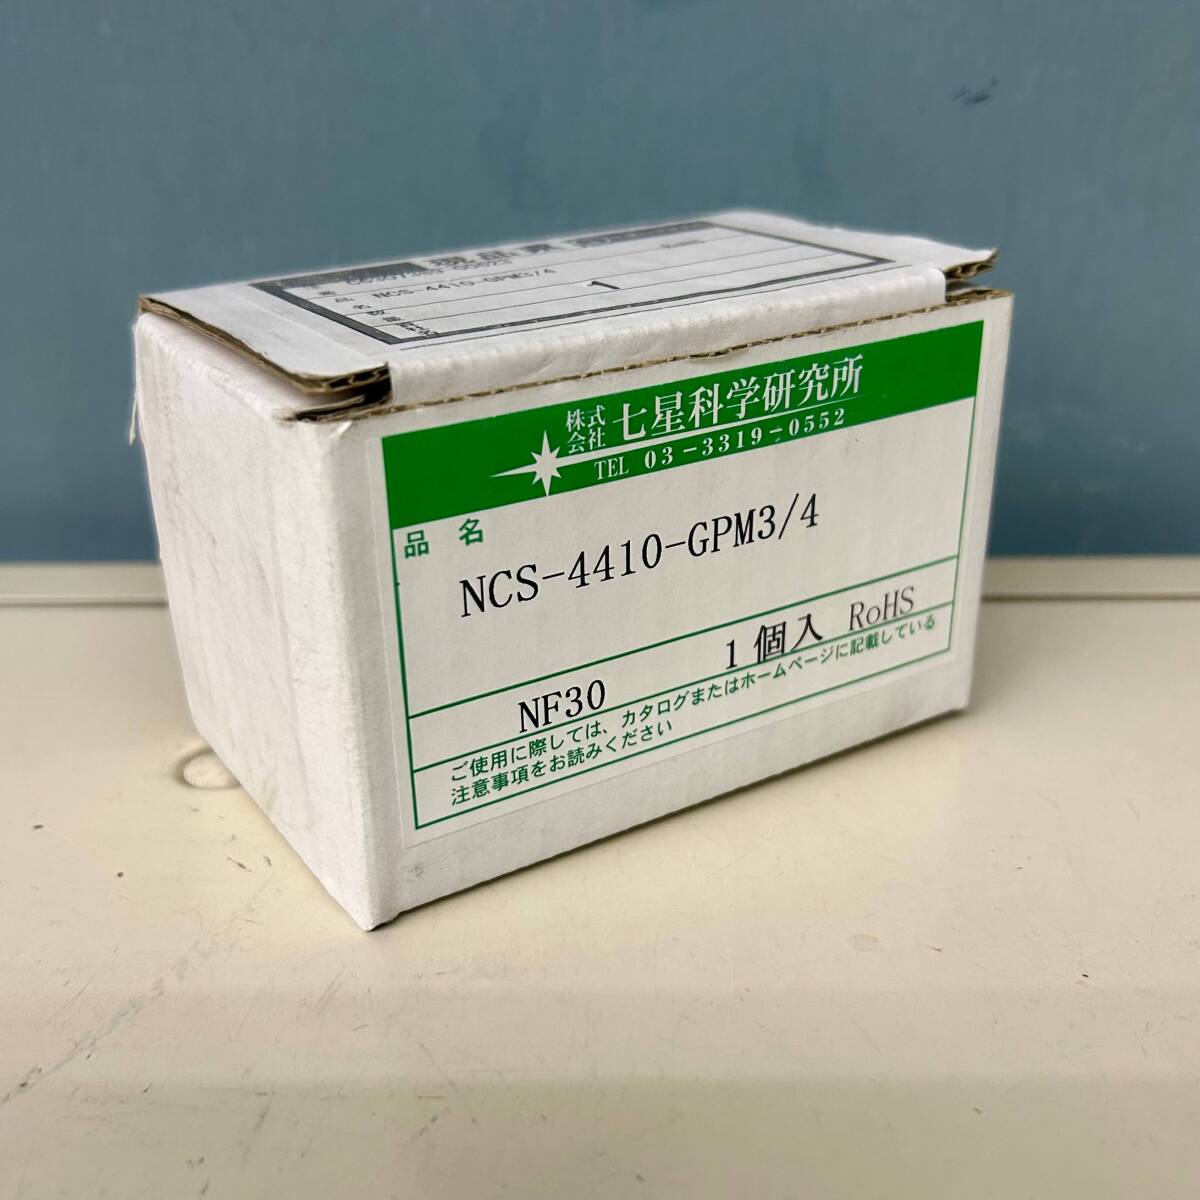 現品票
NCS-4410-GPM3/4
1
株式会社 七星科学研究所
TEL 03-3319-0552
品名
NCS-4410-GPM3/4
1個入 RoHS
NF30
ご使用に際しては、カタログまたはホームページに記載している
注意事項をお読みください